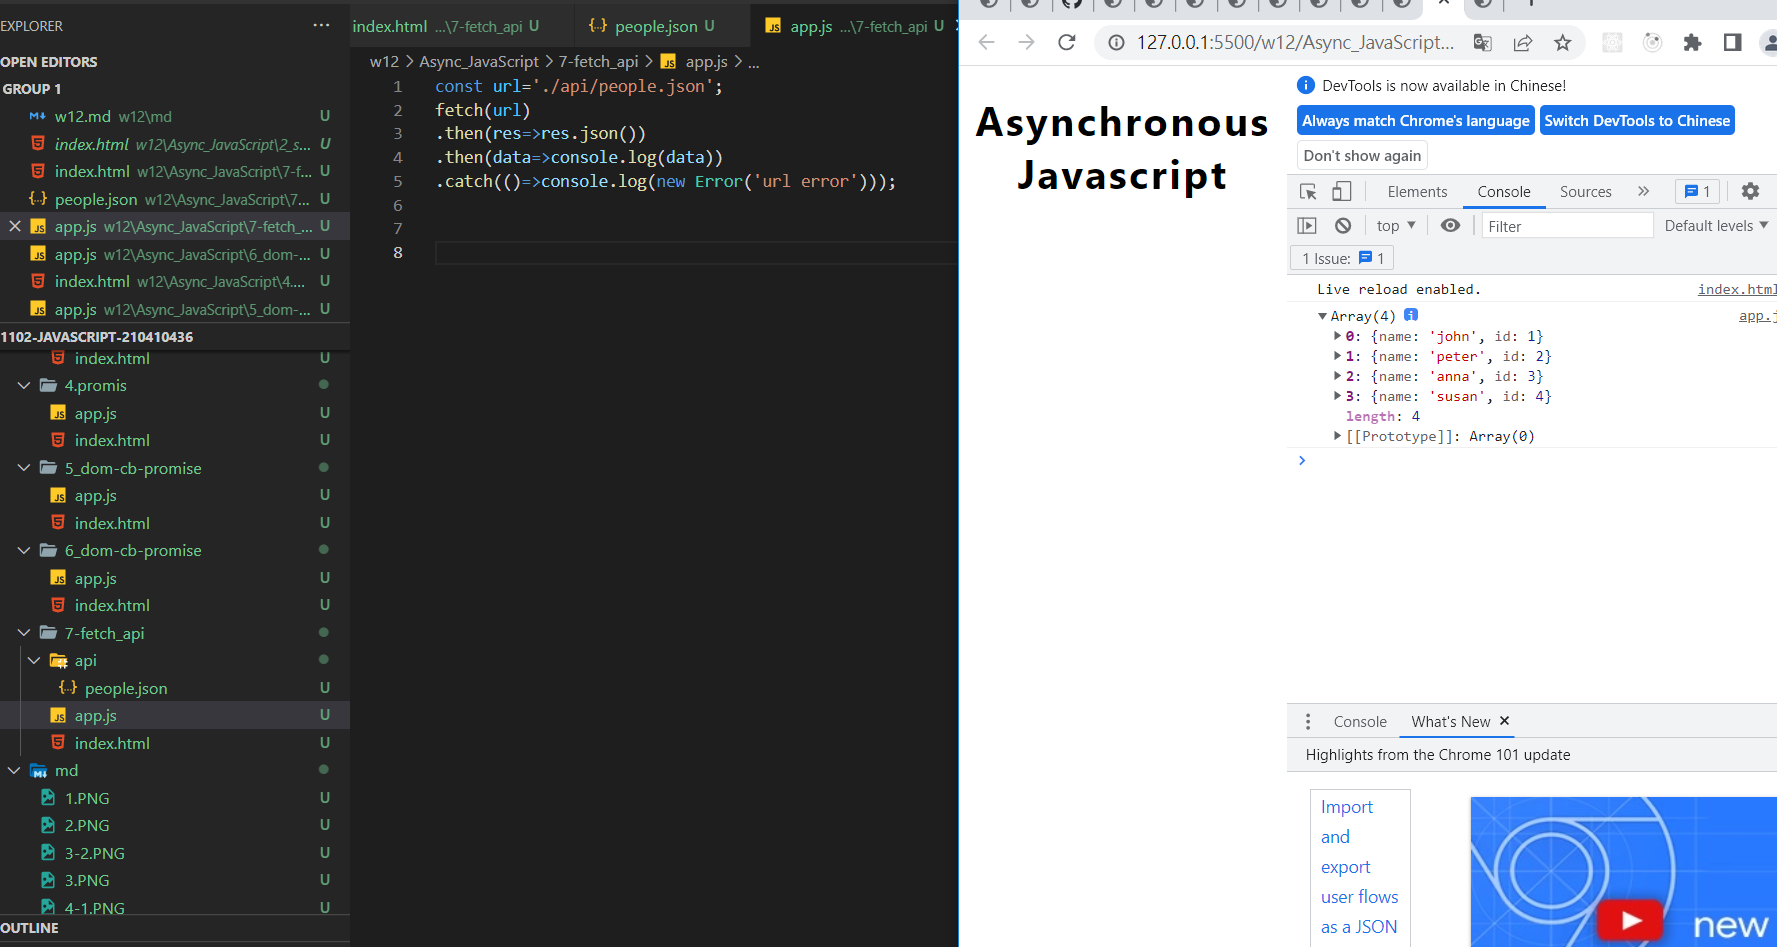 EXPLORER
OPEN EDITORS
GROUP 1
w12.md w12\md U
index.html w12\Async_JavaScript\2_s... U
index.html w12\Async_JavaScript\7-f... U
people.json w12\Async_JavaScript\7... U
app.js w12\Async_JavaScript\7-fetch_... U
app.js w12\Async_JavaScript\6_dom-... U
index.html w12\Async_JavaScript\4.... U
app.js w12\Async_JavaScript\5_dom-... U
1102-JAVASCRIPT-210410436
index.html U
4.promis
app.js U
index.html U
5_dom-cb-promise
app.js U
index.html U
6_dom-cb-promise
app.js U
index.html U
7-fetch_api
api
people.json U
app.js U
index.html U
md
1.PNG U
2.PNG U
3-2.PNG U
3.PNG U
4-1.PNG U
OUTLINE
index.html ...\7-fetch_api U
people.json U
app.js ...\7-fetch_api U
w12 > Async_JavaScript > 7-fetch_api > JS app.js > ...
1 const url='./api/people.json';
2 fetch(url)
3 .then(res=>res.json())
4 .then(data=>console.log(data))
5 .catch(()=>console.log(new Error('url error')));
6
7
8
127.0.0.1:5500/w12/Async_JavaScript...
Asynchronous
Javascript
DevTools is now available in Chinese!
Always match Chrome's language
Switch DevTools to Chinese
Don't show again
Elements Console Sources 1
top Filter Default levels
1 Issue: 1
Live reload enabled. index.html
Array(4) app.j
0: {name: 'john', id: 1}
1: {name: 'peter', id: 2}
2: {name: 'anna', id: 3}
3: {name: 'susan', id: 4}
length: 4
[[Prototype]]: Array(0)
Console What's New
Highlights from the Chrome 101 update
Import
and
export
user flows
as a JSON
new